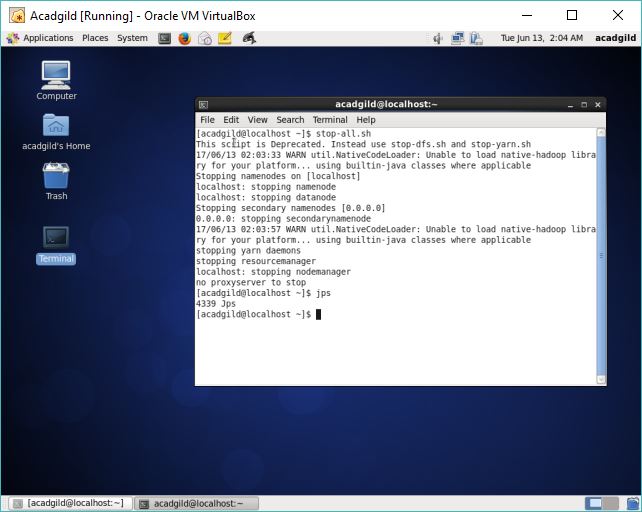 Acadgild [Running] - Oracle VM VirtualBox
Applications Places System Tue Jun 13, 2:04 AM acadgild
Computer
acadgild's Home
Trash
Terminal
acadgild@localhost:~
File Edit View Search Terminal Help
[acadgild@localhost ~]$ stop-all.sh
This script is Deprecated. Instead use stop-dfs.sh and stop-yarn.sh
17/06/13 02:03:33 WARN util.NativeCodeLoader: Unable to load native-hadoop libra
ry for your platform... using builtin-java classes where applicable
Stopping namenodes on [localhost]
localhost: stopping namenode
localhost: stopping datanode
Stopping secondary namenodes [0.0.0.0]
0.0.0.0: stopping secondarynamenode
17/06/13 02:03:57 WARN util.NativeCodeLoader: Unable to load native-hadoop libra
ry for your platform... using builtin-java classes where applicable
stopping yarn daemons
stopping resourcemanager
localhost: stopping nodemanager
no proxyserver to stop
[acadgild@localhost ~]$ jps
4339 Jps
[acadgild@localhost ~]$
[acadgild@localhost:~] acadgild@localhost:~